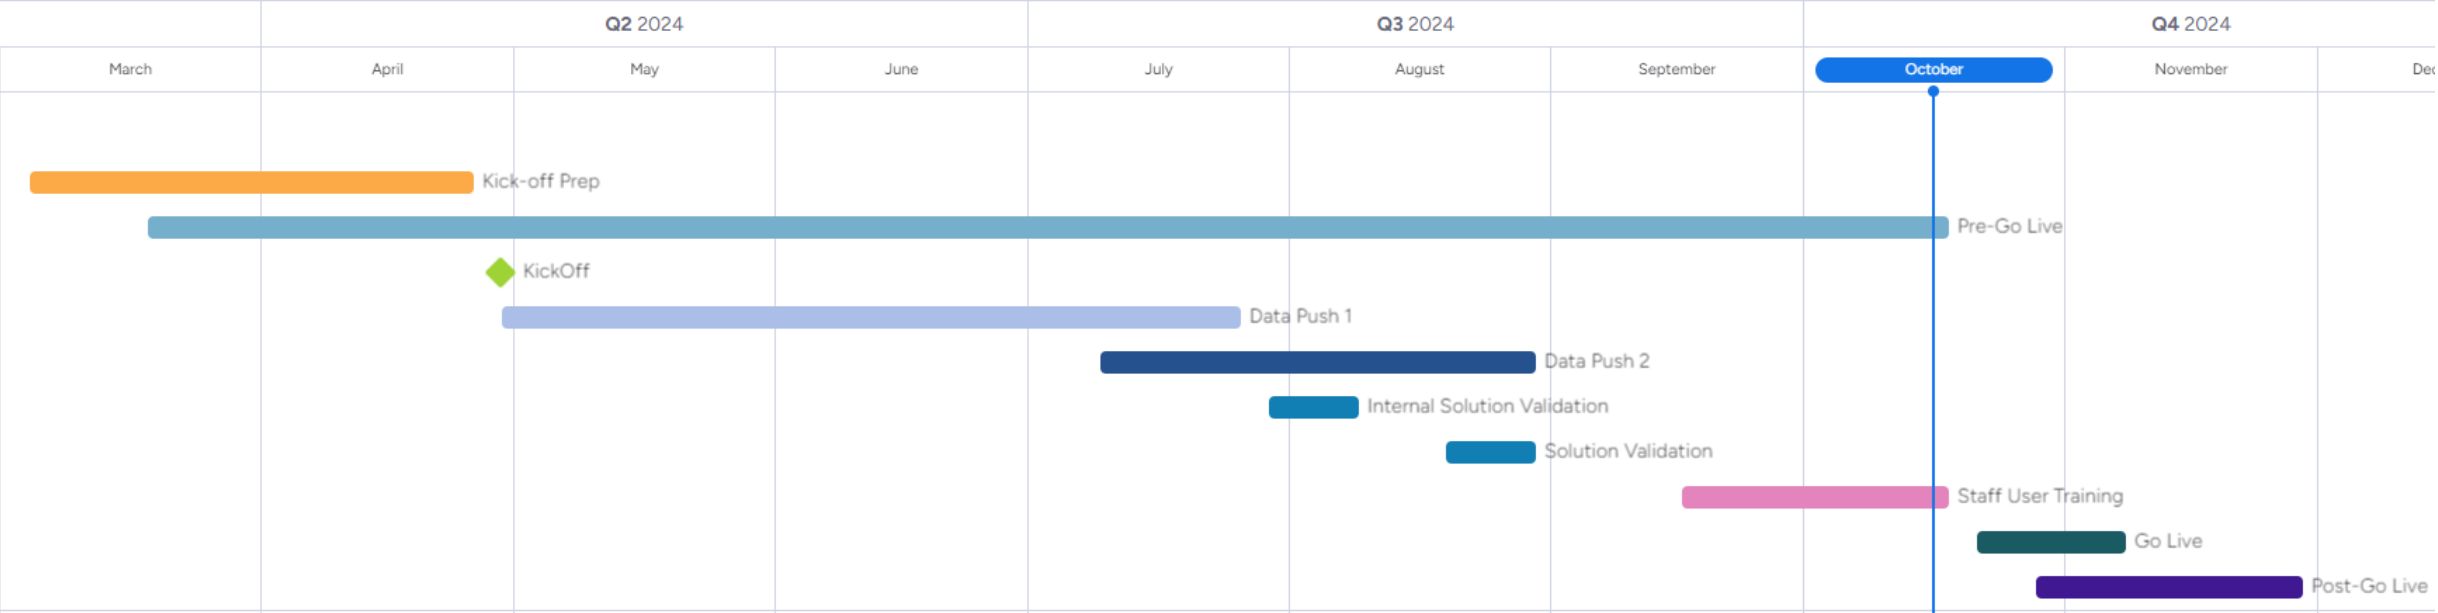 Q2 2024 Q3 2024 Q4 2024
March April May June July August September October November Dec
Kick-off Prep
Pre-Go Live
KickOff
Data Push 1
Data Push 2
Internal Solution Validation
Solution Validation
Staff User Training
Go Live
Post-Go Live